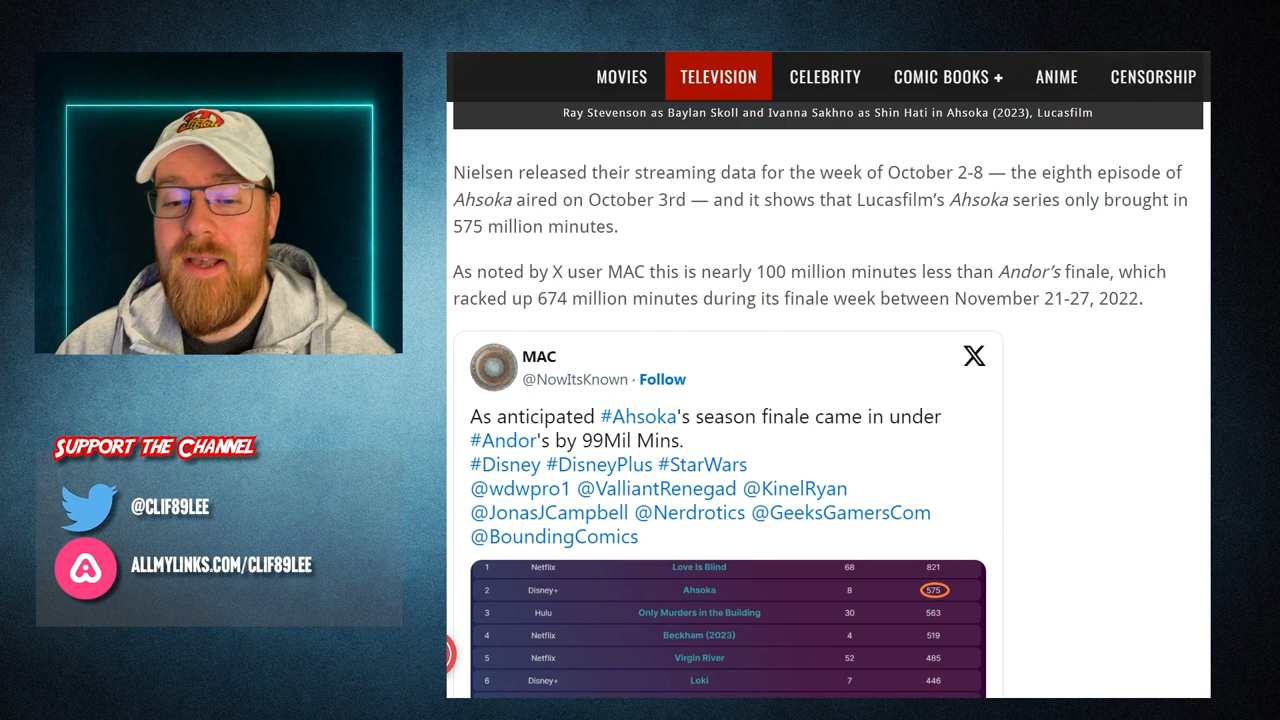 MOVIES TELEVISION CELEBRITY COMIC BOOKS + ANIME CENSORSHIP
Ray Stevenson as Baylan Skoll and Ivanna Sakhno as Shin Hati in Ahsoka (2023), Lucasfilm
Nielsen released their streaming data for the week of October 2-8 — the eighth episode of
Ahsoka aired on October 3rd — and it shows that Lucasfilm’s Ahsoka series only brought in
575 million minutes.
As noted by X user MAC this is nearly 100 million minutes less than Andor’s finale, which
racked up 674 million minutes during its finale week between November 21-27, 2022.
MAC
@NowItsKnown · Follow
As anticipated #Ahsoka's season finale came in under
#Andor's by 99Mil Mins.
#Disney #DisneyPlus #StarWars
@wdwpro1 @ValliantRenegad @KinelRyan
@JonasJCampbell @Nerdrotics @GeeksGamersCom
@BoundingComics
1 Netflix Love Is Blind 68 821
2 Disney+ Ahsoka 8 575
3 Hulu Only Murders in the Building 30 563
4 Netflix Beckham (2023) 4 519
5 Netflix Virgin River 52 485
6 Disney+ Loki 7 446
SUPPORT THE CHANNEL
@CLIF89LEE
ALLMYLINKS.COM/CLIF89LEE